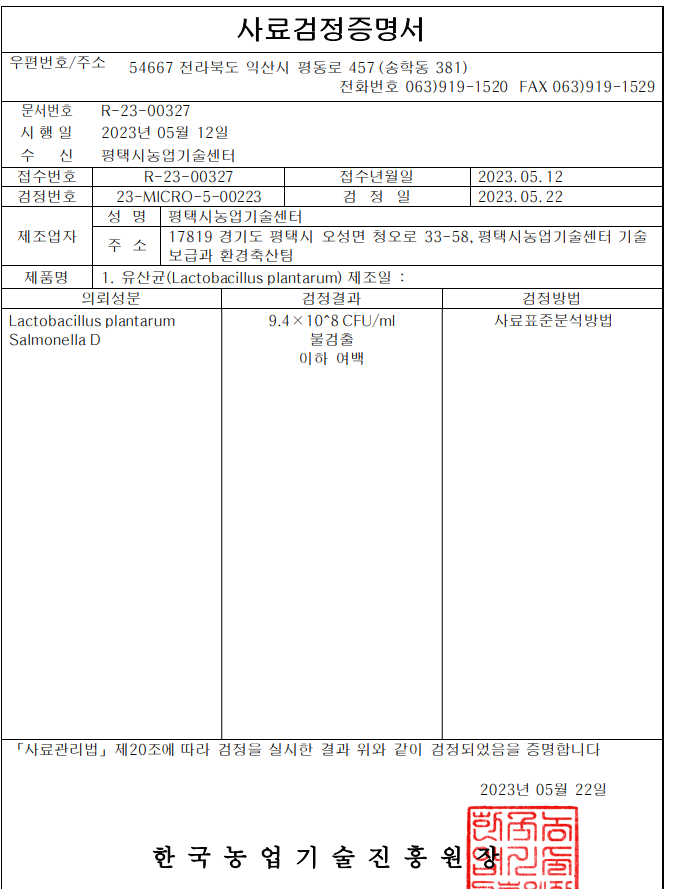 사료검정증명서
우편번호/주소 54667 전라북도 익산시 평동로 457 (송학동 381)
전화번호 063)919-1520 FAX 063)919-1529
문서번호 R-23-00327
시 행 일 2023년 05월 12일
수 신 평택시농업기술센터
접수번호 R-23-00327 접수년월일 2023.05.12
검정번호 23-MICRO-5-00223 검 정 일 2023.05.22
제조업자 성 명 평택시농업기술센터
주 소 17819 경기도 평택시 오성면 청오로 33-58, 평택시농업기술센터 기술
보급과 환경축산팀
제품명 1. 유산균(Lactobacillus plantarum) 제조일 :
의뢰성분 검정결과 검정방법
Lactobacillus plantarum 9.4×10^8 CFU/ml 사료표준분석방법
Salmonella D 불검출
이하 여백
「사료관리법」제20조에 따라 검정을 실시한 결과 위와 같이 검정되었음을 증명합니다
2023년 05월 22일
한국농업기술진흥원장